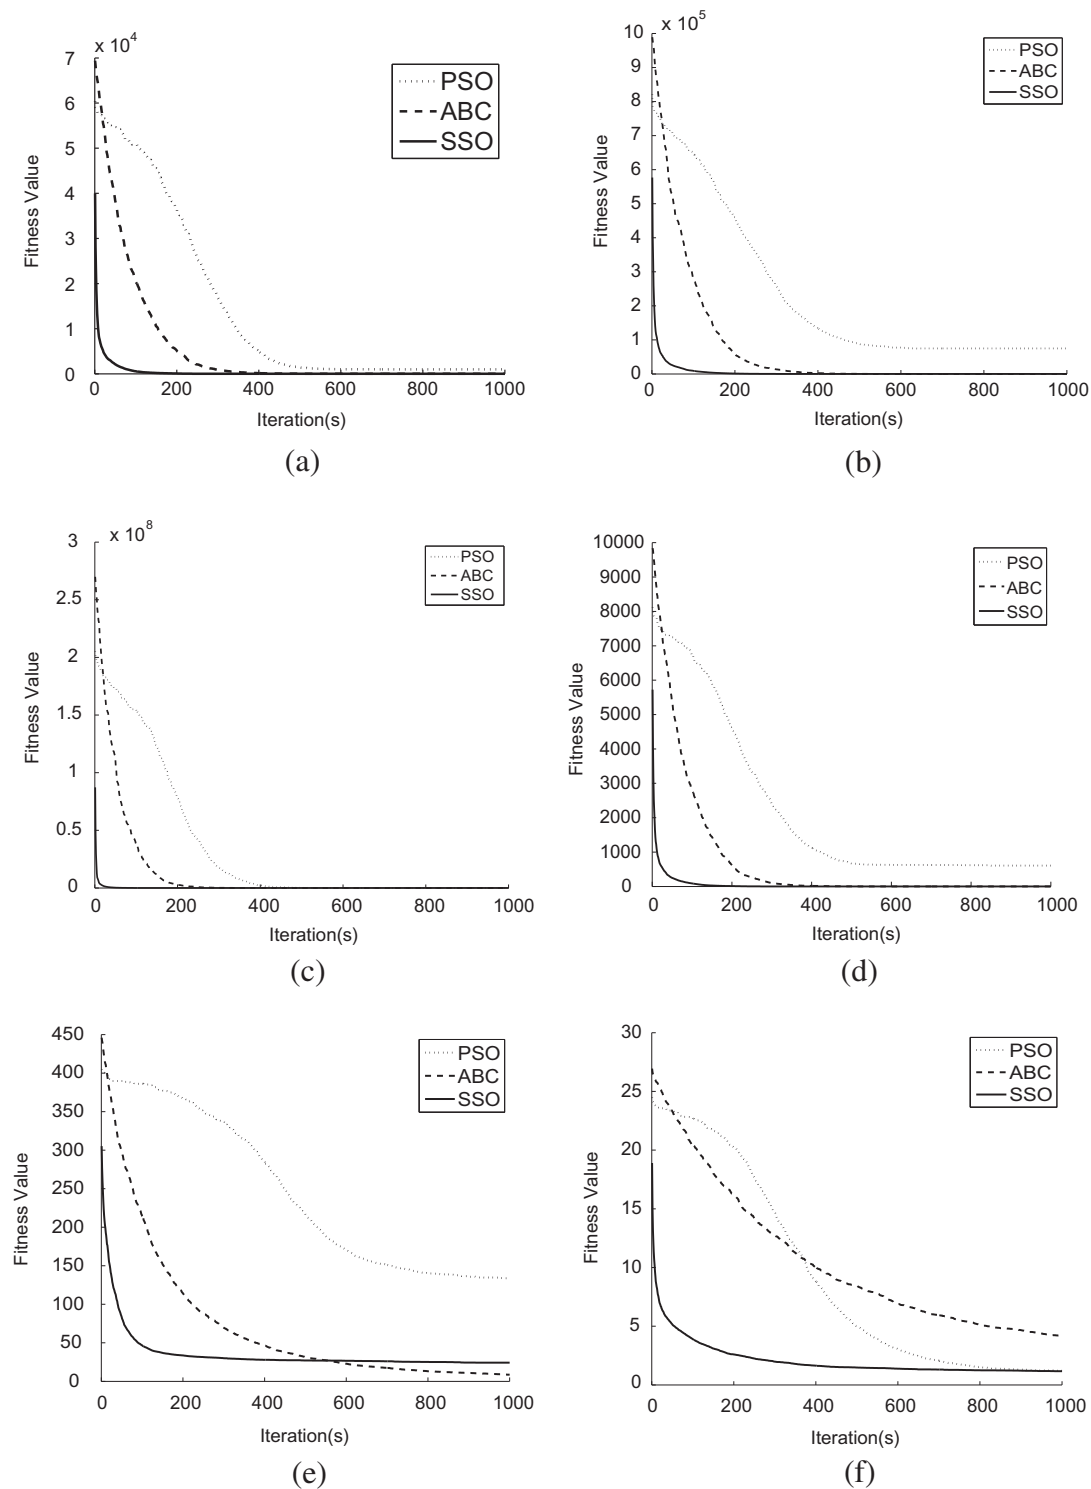 x 10⁴
7
6
5
4
3
2
1
0
Fitness Value
PSO
ABC
SSO
0 200 400 600 800 1000
Iteration(s)
(a)
x 10⁵
10
9
8
7
6
5
4
3
2
1
0
Fitness Value
PSO
ABC
SSO
0 200 400 600 800 1000
Iteration(s)
(b)
x 10⁸
3
2.5
2
1.5
1
0.5
0
Fitness Value
PSO
ABC
SSO
0 200 400 600 800 1000
Iteration(s)
(c)
10000
9000
8000
7000
6000
5000
4000
3000
2000
1000
0
Fitness Value
PSO
ABC
SSO
0 200 400 600 800 1000
Iteration(s)
(d)
450
400
350
300
250
200
150
100
50
0
Fitness Value
PSO
ABC
SSO
0 200 400 600 800 1000
Iteration(s)
(e)
30
25
20
15
10
5
0
Fitness Value
PSO
ABC
SSO
0 200 400 600 800 1000
Iteration(s)
(f)